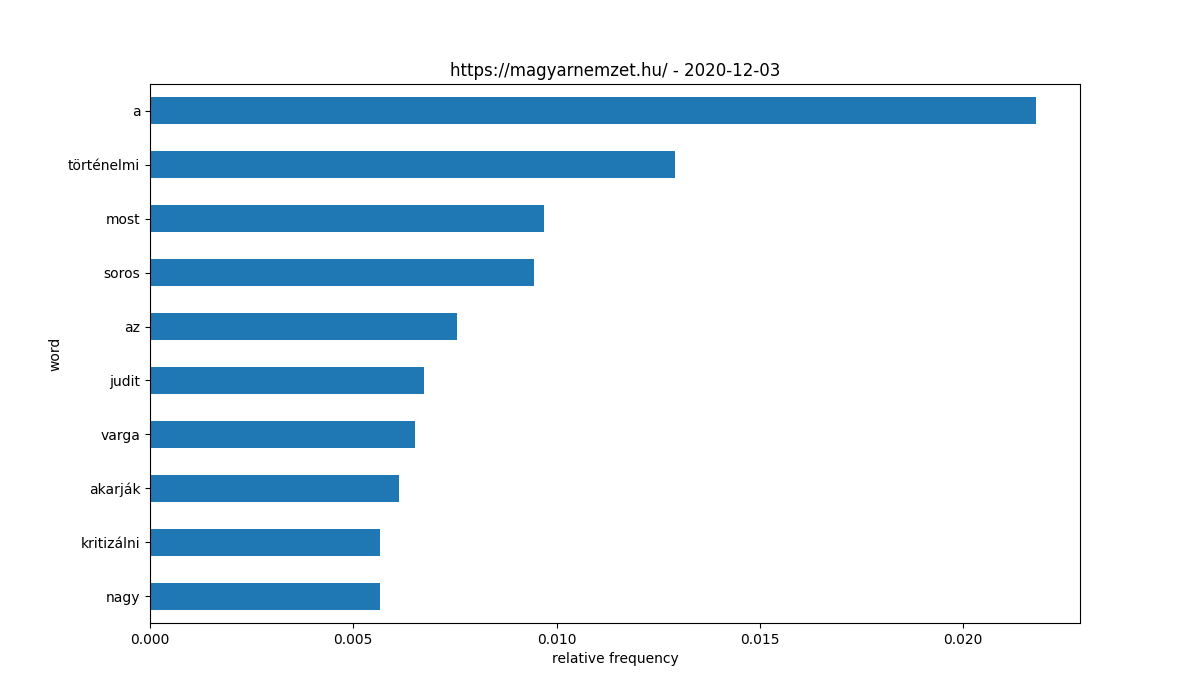 https://magyarnemzet.hu/ - 2020-12-03
a
történelmi
most
soros
az
judit
varga
akarják
kritizálni
nagy
word
0.000 0.005 0.010 0.015 0.020
relative frequency